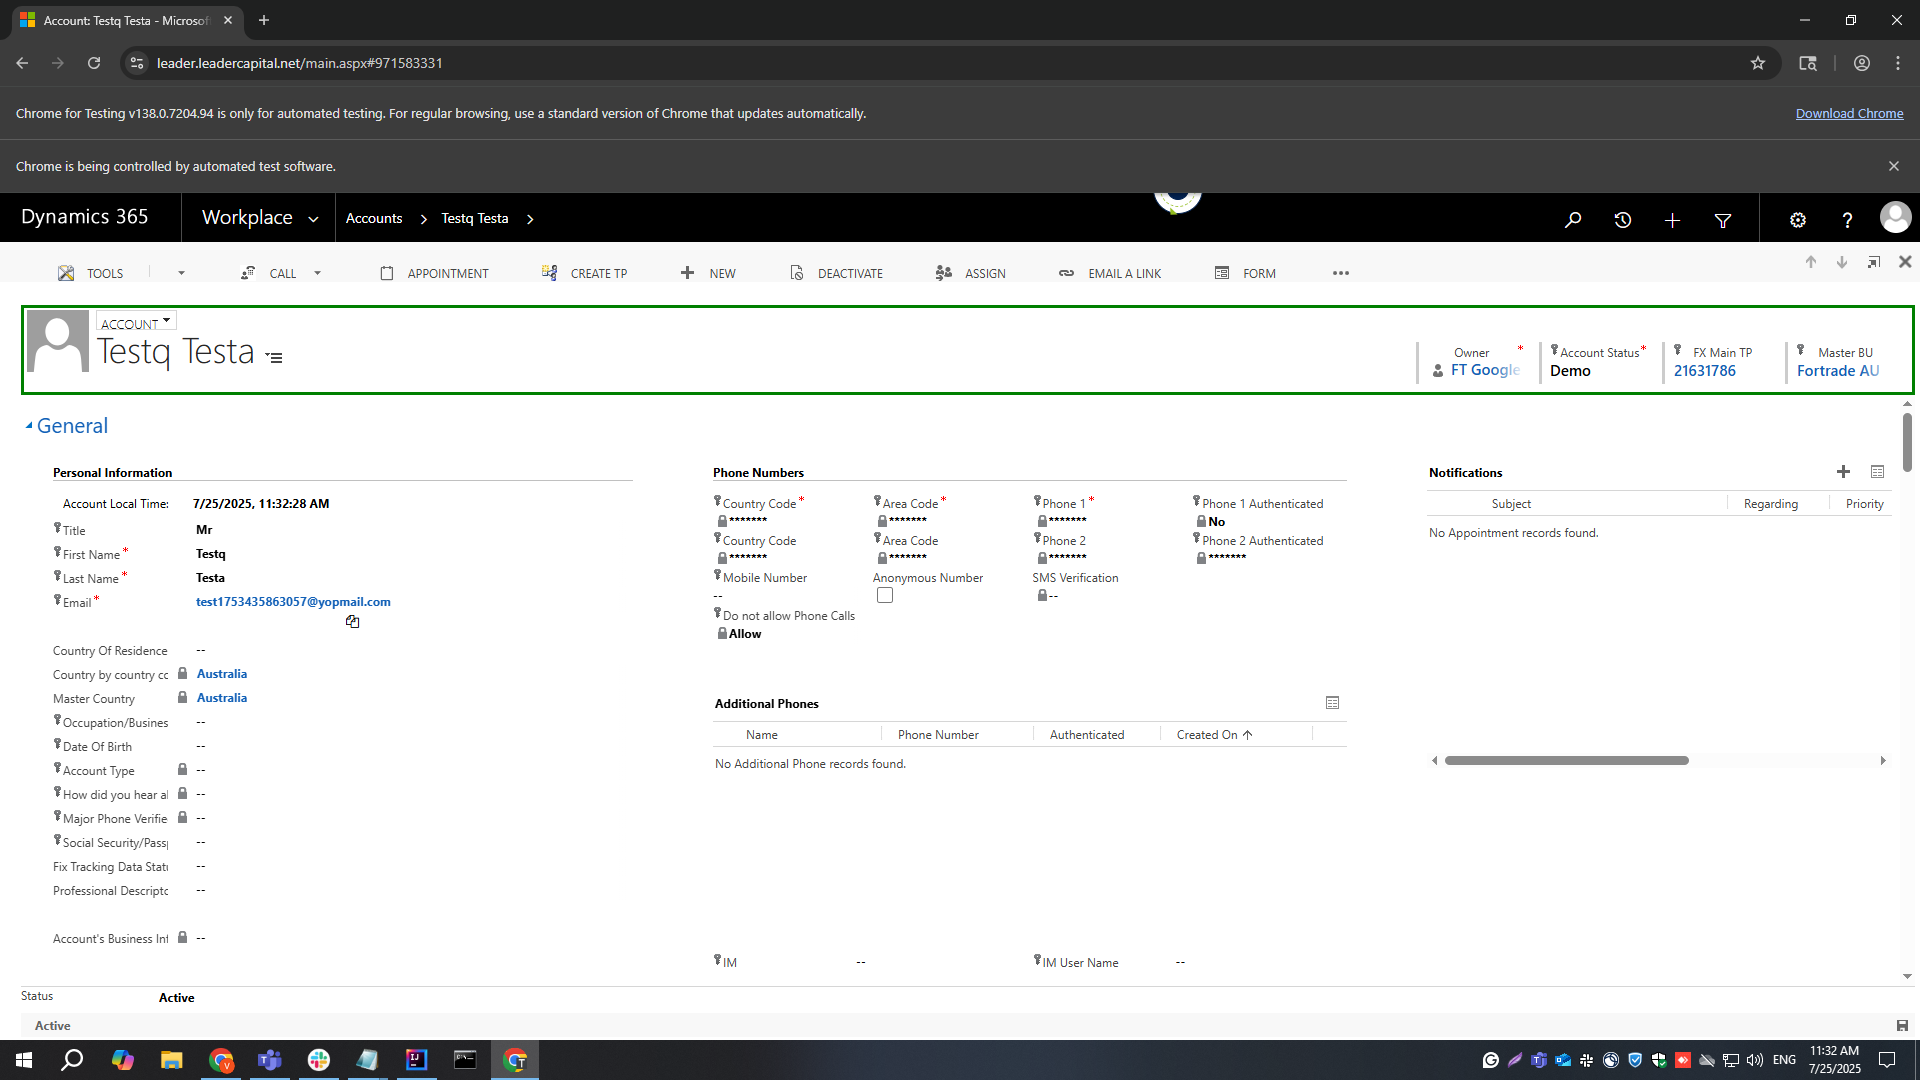 Account: Testq Testa - Microsof
leader.leadercapital.net/main.aspx#971583331
Chrome for Testing v138.0.7204.94 is only for automated testing. For regular browsing, use a standard version of Chrome that updates automatically.
Download Chrome
Chrome is being controlled by automated test software.
Dynamics 365
Workplace
Accounts
Testq Testa
TOOLS
CALL
APPOINTMENT
CREATE TP
NEW
DEACTIVATE
ASSIGN
EMAIL A LINK
FORM
ACCOUNT
Testq Testa
Owner *
FT Google
Account Status *
Demo
FX Main TP
21631786
Master BU
Fortrade AU
General
Personal Information
Account Local Time:
7/25/2025, 11:32:28 AM
Title
Mr
First Name *
Testq
Last Name *
Testa
Email *
test1753435863057@yopmail.com
Country Of Residence
--
Country by country cc
Australia
Master Country
Australia
Occupation/Busines
--
Date Of Birth
--
Account Type
--
How did you hear al
--
Major Phone Verifie
--
Social Security/Pass
--
Fix Tracking Data Stat
--
Professional Descripto
--
Account's Business Int
--
Phone Numbers
Country Code * Area Code * Phone 1 * Phone 1 Authenticated
******* ******* ******* No
Country Code Area Code Phone 2 Phone 2 Authenticated
******* ******* ******* *******
Mobile Number Anonymous Number SMS Verification
-- --
Do not allow Phone Calls
Allow
Additional Phones
Name Phone Number Authenticated Created On
No Additional Phone records found.
IM -- IM User Name --
Notifications
Subject Regarding Priority
No Appointment records found.
Status
Active
Active
ENG
11:32 AM
7/25/2025